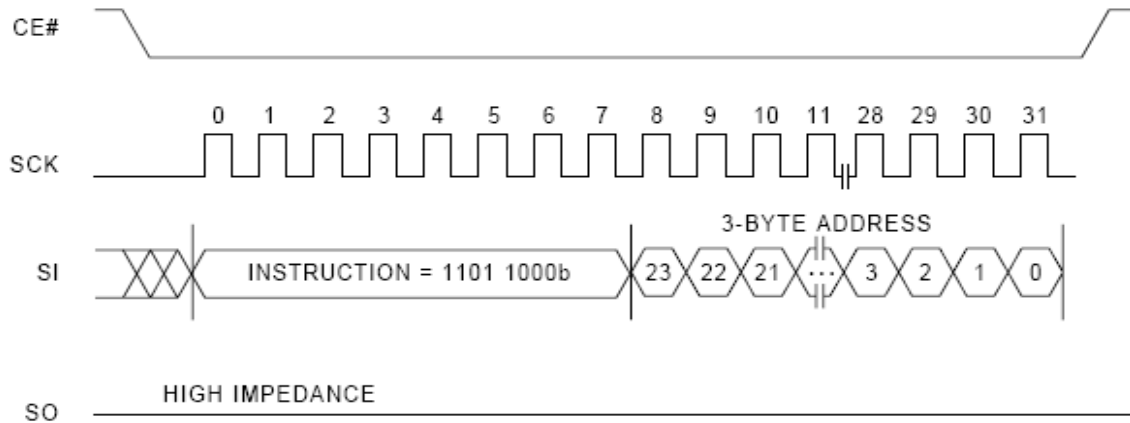 CE#
0 1 2 3 4 5 6 7 8 9 10 11 28 29 30 31
SCK
3-BYTE ADDRESS
SI INSTRUCTION = 1101 1000b 23 22 21 ... 3 2 1 0
HIGH IMPEDANCE
SO